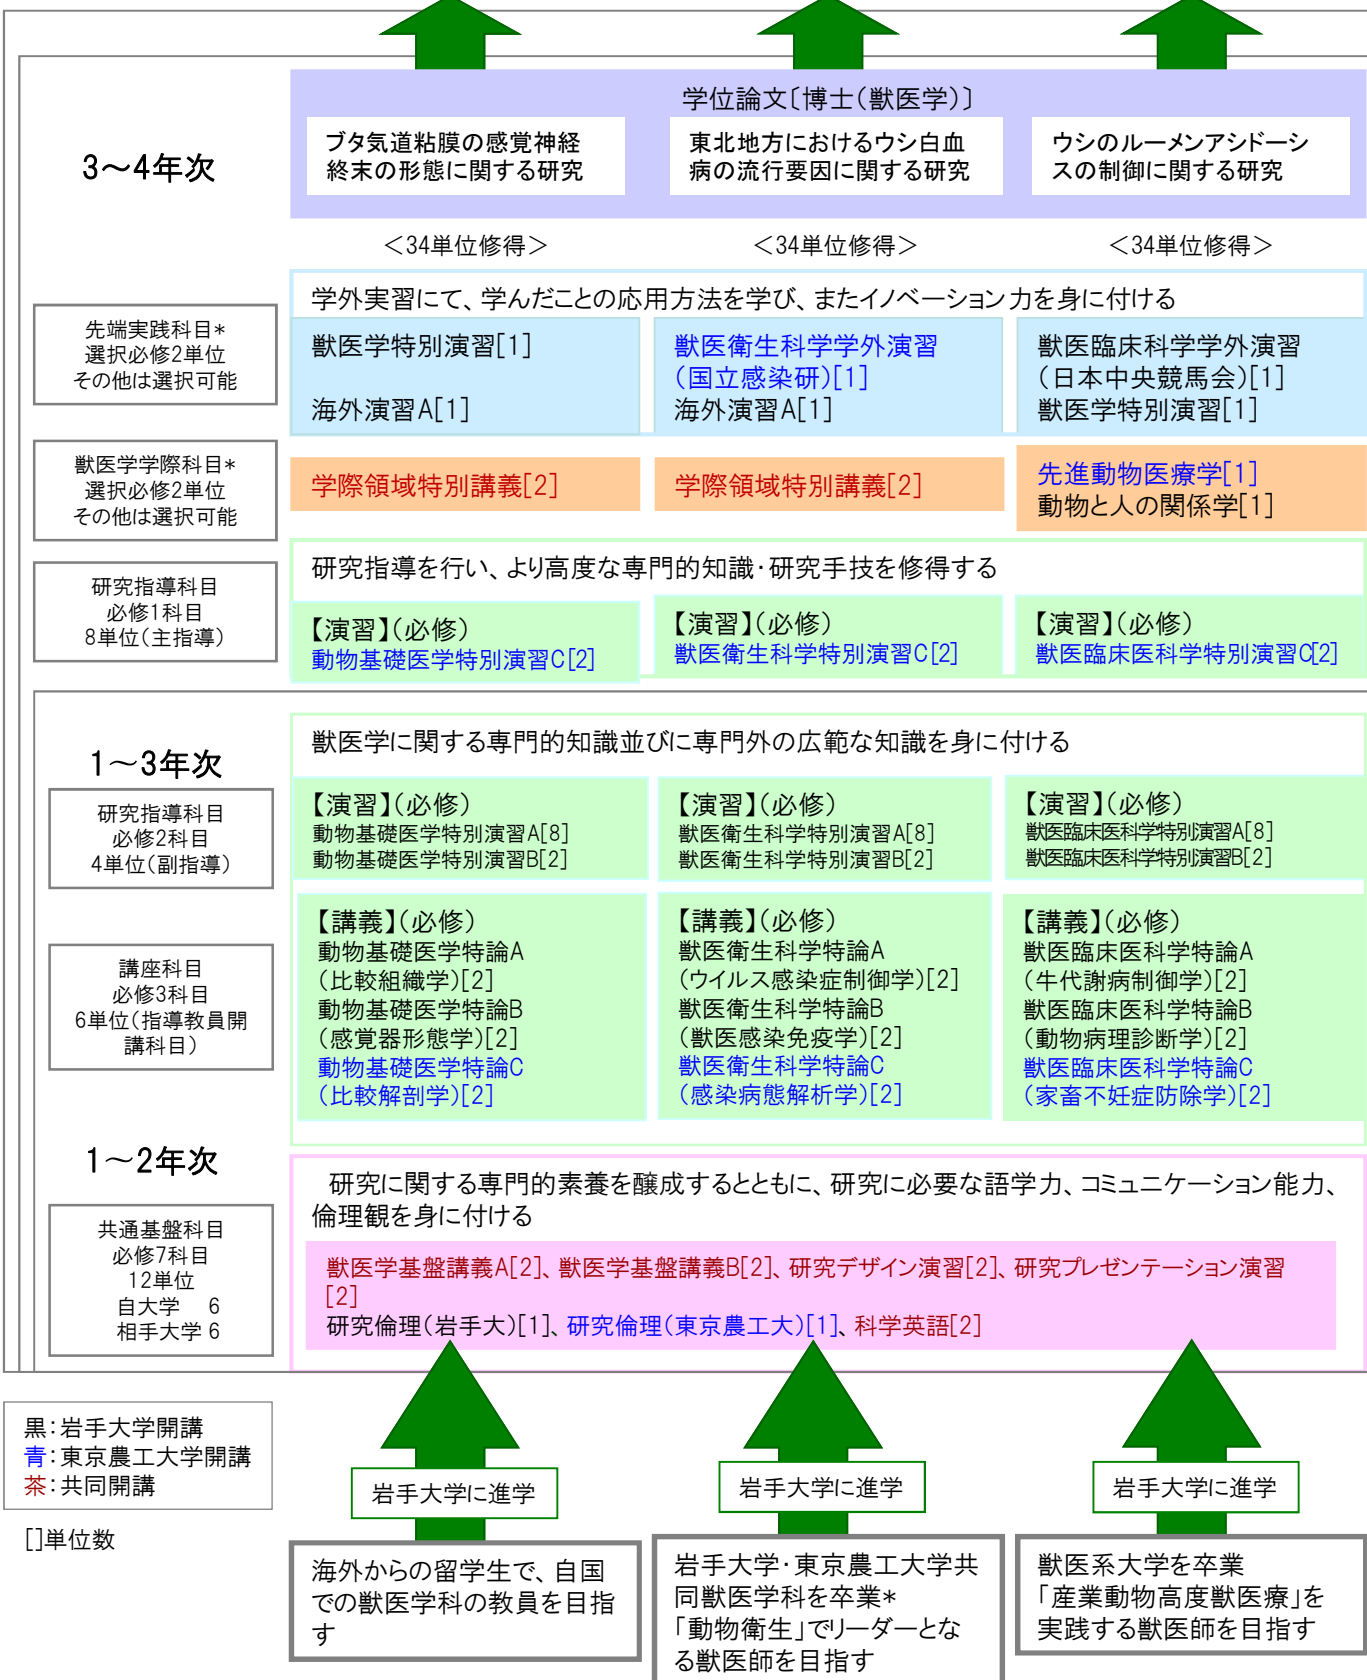 学位論文〔博士（獣医学）〕
3～4年次
ブタ気道粘膜の感覚神経
終末の形態に関する研究
東北地方におけるウシ白血
病の流行要因に関する研究
ウシのルーメンアシドーシ
スの制御に関する研究
＜34単位修得＞
＜34単位修得＞
＜34単位修得＞
学外実習にて、学んだことの応用方法を学び、またイノベーション力を身に付ける
先端実践科目＊
選択必修2単位
その他は選択可能
獣医学特別演習[1]
海外演習A[1]
獣医衛生科学学外演習
（国立感染研）[1]
海外演習A[1]
獣医臨床科学学外演習
（日本中央競馬会）[1]
獣医学特別演習[1]
獣医学学際科目＊
選択必修2単位
その他は選択可能
学際領域特別講義[2]
学際領域特別講義[2]
先進動物医療学[1]
動物と人の関係学[1]
研究指導を行い、より高度な専門的知識・研究手技を修得する
研究指導科目
必修1科目
8単位（主指導）
【演習】（必修）
動物基礎医学特別演習C[2]
【演習】（必修）
獣医衛生科学特別演習C[2]
【演習】（必修）
獣医臨床医科学特別演習C[2]
獣医学に関する専門的知識並びに専門外の広範な知識を身に付ける
1～3年次
研究指導科目
必修2科目
4単位（副指導）
【演習】（必修）
動物基礎医学特別演習A[8]
動物基礎医学特別演習B[2]
【演習】（必修）
獣医衛生科学特別演習A[8]
獣医衛生科学特別演習B[2]
【演習】（必修）
獣医臨床医科学特別演習A[8]
獣医臨床医科学特別演習B[2]
講座科目
必修3科目
6単位（指導教員開
講科目）
【講義】（必修）
動物基礎医学特論A
（比較組織学）[2]
動物基礎医学特論B
（感覚器形態学）[2]
動物基礎医学特論C
（比較解剖学）[2]
【講義】（必修）
獣医衛生科学特論A
（ウイルス感染症制御学）[2]
獣医衛生科学特論B
（獣医感染免疫学）[2]
獣医衛生科学特論C
（感染病態解析学）[2]
【講義】（必修）
獣医臨床医科学特論A
（牛代謝病制御学）[2]
獣医臨床医科学特論B
（動物病理診断学）[2]
獣医臨床医科学特論C
（家畜不妊症防除学）[2]
1～2年次
研究に関する専門的素養を醸成するとともに、研究に必要な語学力、コミュニケーション能力、
倫理観を身に付ける
共通基盤科目
必修7科目
12単位
自大学 6
相手大学 6
獣医学基盤講義A[2]、獣医学基盤講義B[2]、研究デザイン演習[2]、研究プレゼンテーション演習
[2]
研究倫理（岩手大）[1]、研究倫理（東京農工大）[1]、科学英語[2]
黒：岩手大学開講
青：東京農工大学開講
茶：共同開講
[]単位数
岩手大学に進学
岩手大学に進学
岩手大学に進学
海外からの留学生で、自国
での獣医学科の教員を目指
す
岩手大学・東京農工大学共
同獣医学科を卒業＊
「動物衛生」でリーダーとな
る獣医師を目指す
獣医系大学を卒業
「産業動物高度獣医療」を
実践する獣医師を目指す